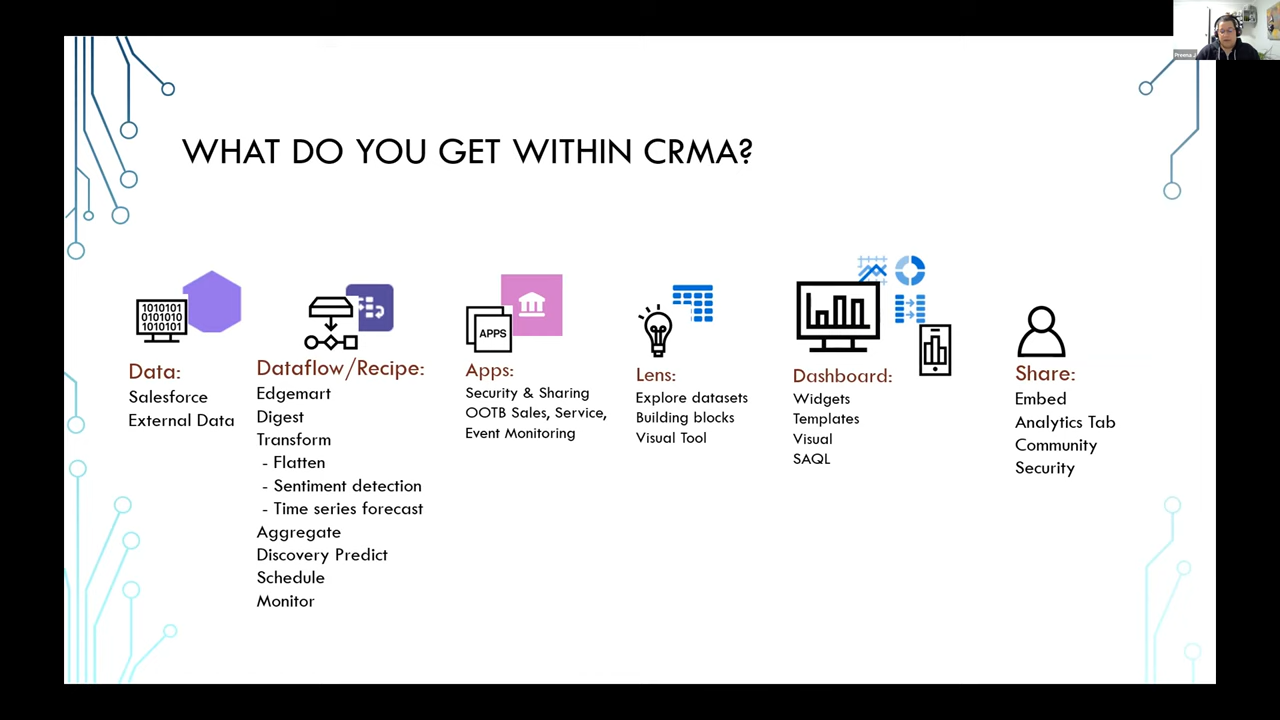 WHAT DO YOU GET WITHIN CRMA?
1010101
0101010
1010101
Data:
Salesforce
External Data
Dataflow/Recipe:
Edgemart
Digest
Transform
- Flatten
- Sentiment detection
- Time series forecast
Aggregate
Discovery Predict
Schedule
Monitor
APPS
Apps:
Security & Sharing
OOTB Sales, Service,
Event Monitoring
Lens:
Explore datasets
Building blocks
Visual Tool
Dashboard:
Widgets
Templates
Visual
SAQL
Share:
Embed
Analytics Tab
Community
Security